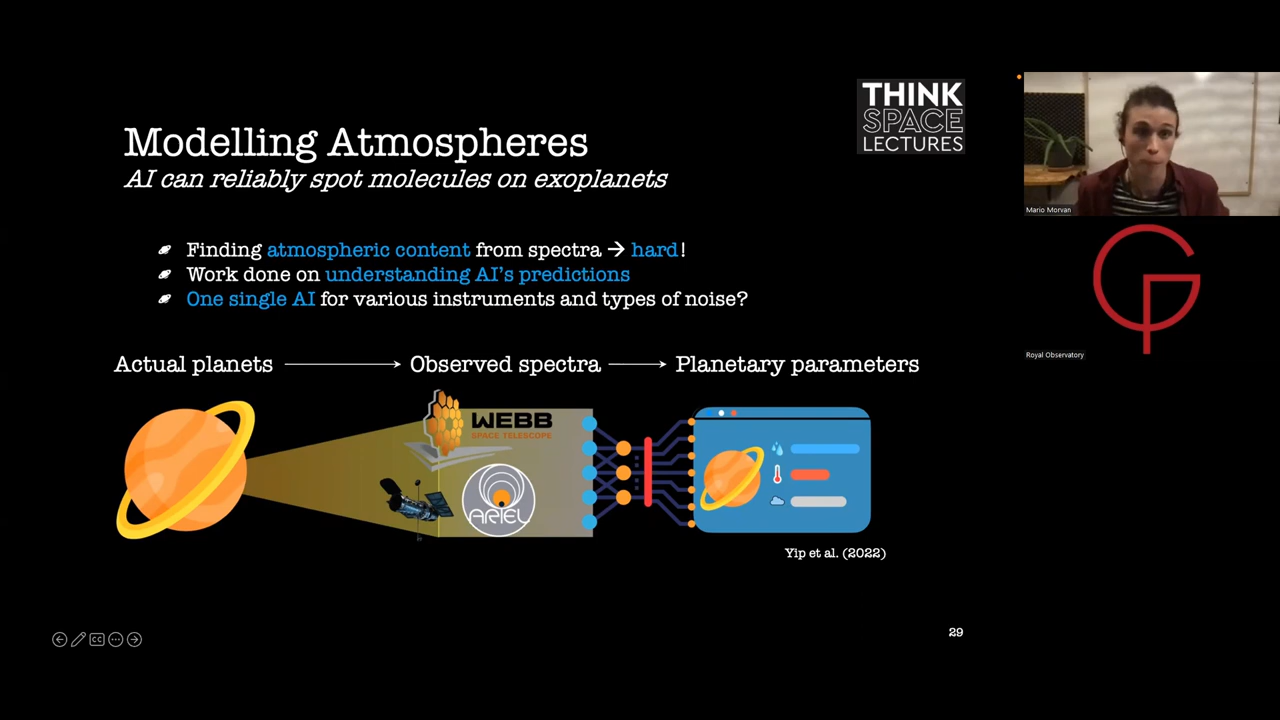 THINK
SPACE
LECTURES
Modelling Atmospheres
AI can reliably spot molecules on exoplanets
Mario Morvan
Finding atmospheric content from spectra → hard!
Work done on understanding AI's predictions
One single AI for various instruments and types of noise?
Royal Observatory
Actual planets
Observed spectra
Planetary parameters
WEBB
SPACE TELESCOPE
ARIEL
Yip et al. (2022)
29
CC